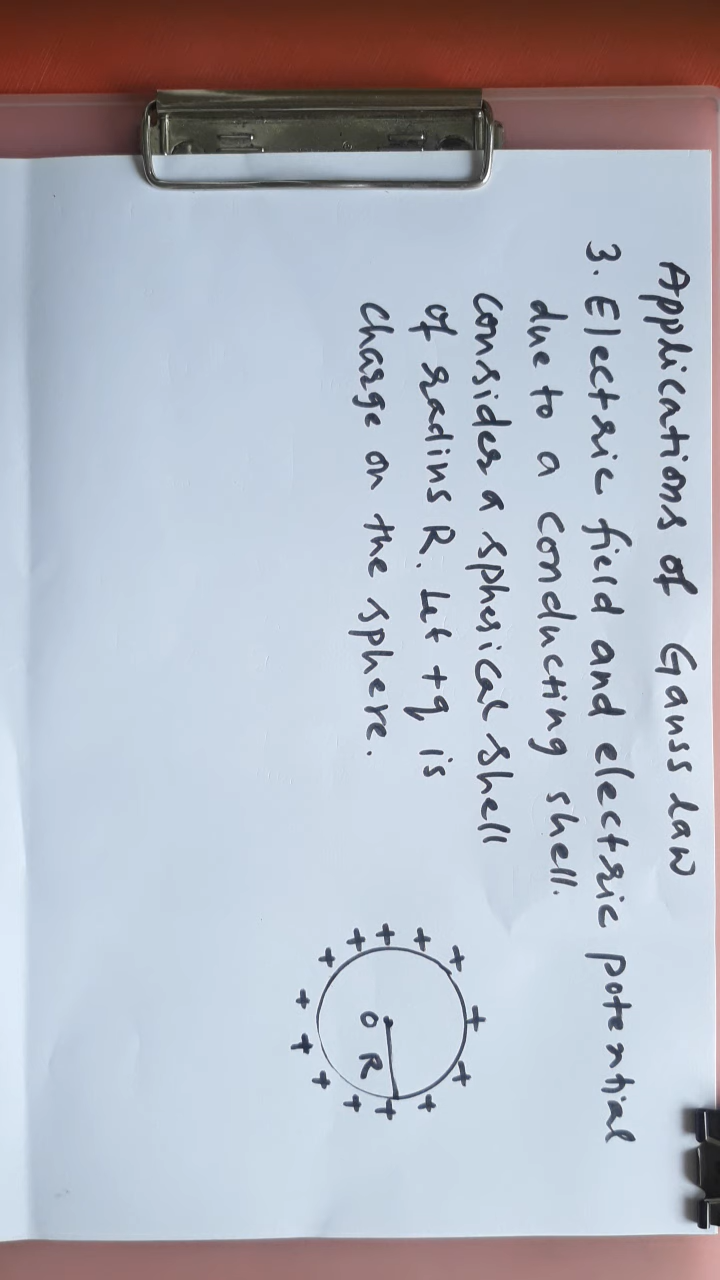 Applications of Gauss Law
3. Electric field and electric potential
due to a conducting shell.
Consider a spherical shell
of radius R. Let +q is
charge on the sphere.
O R